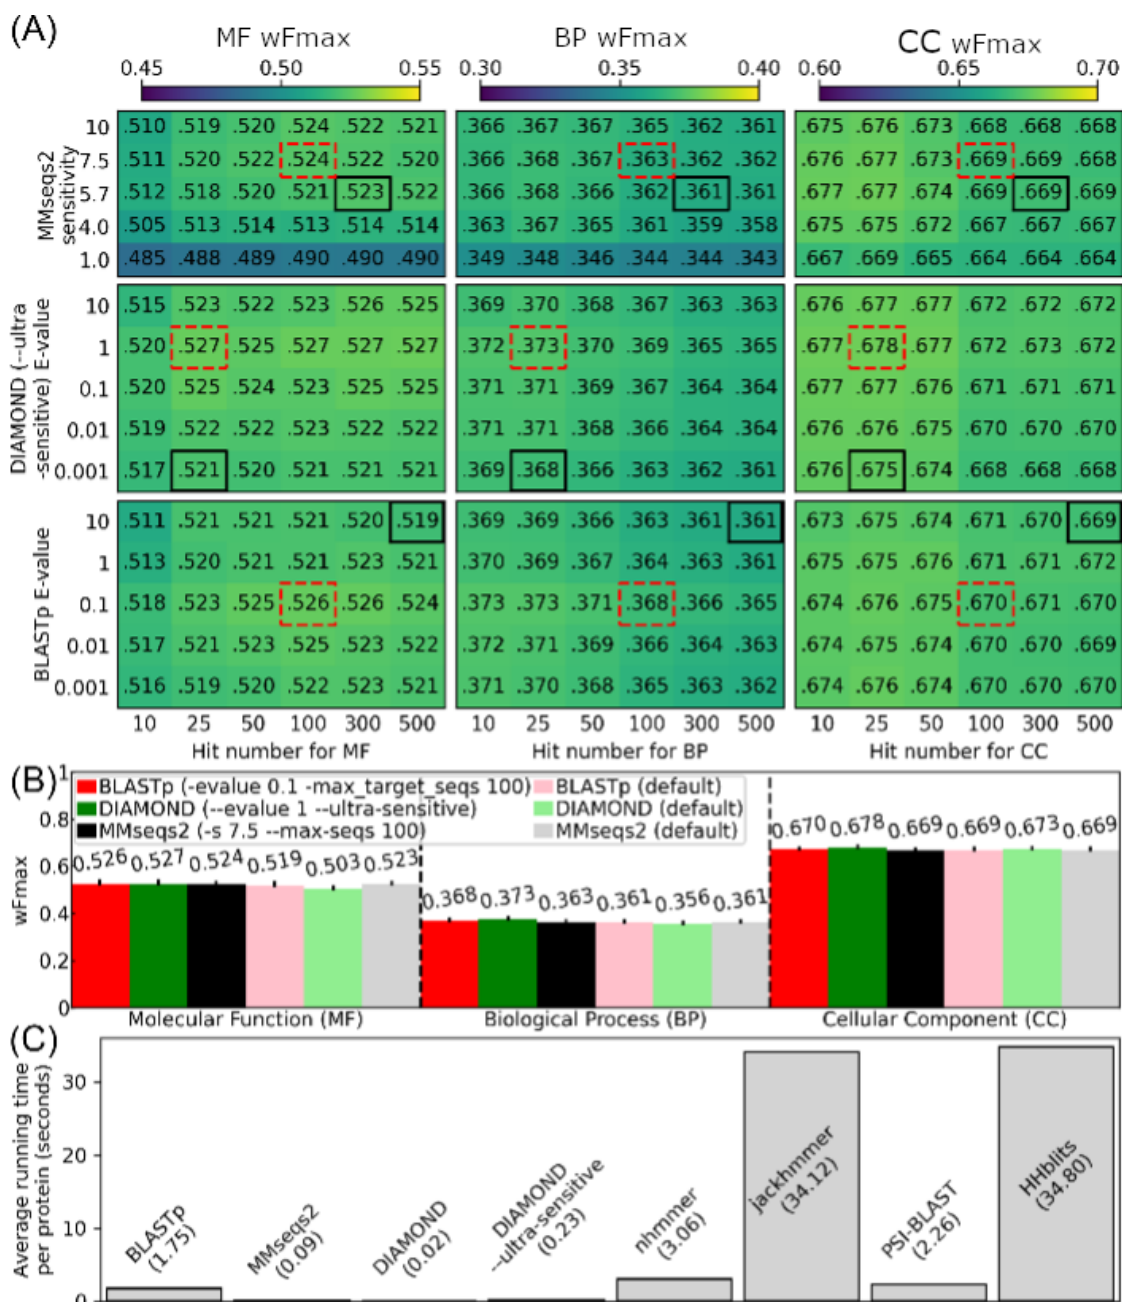 (A)
MF wFmax BP wFmax CC wFmax
0.45 0.50 0.55 0.30 0.35 0.40 0.60 0.65 0.70
MMseqs2
sensitivity
10 .510 .519 .520 .524 .522 .521 .366 .367 .367 .365 .362 .361 .675 .676 .673 .668 .668 .668
7.5 .511 .520 .522 .524 .522 .520 .366 .368 .367 .363 .362 .362 .676 .677 .673 .669 .669 .668
5.7 .512 .518 .520 .521 .523 .522 .366 .368 .366 .362 .361 .361 .677 .677 .674 .669 .669 .669
4.0 .505 .513 .514 .513 .514 .514 .363 .367 .365 .361 .359 .358 .675 .675 .672 .667 .667 .667
1.0 .485 .488 .489 .490 .490 .490 .349 .348 .346 .344 .344 .343 .667 .669 .665 .664 .664 .664
DIAMOND (--ultra
-sensitive) E-value
10 .515 .523 .522 .523 .526 .525 .369 .370 .368 .367 .363 .363 .676 .677 .677 .672 .672 .672
1 .520 .527 .525 .527 .527 .527 .372 .373 .370 .369 .365 .365 .677 .678 .677 .672 .673 .672
0.1 .520 .525 .524 .523 .525 .525 .371 .371 .369 .367 .364 .364 .677 .677 .676 .671 .671 .671
0.01 .519 .522 .522 .523 .522 .522 .371 .371 .368 .366 .364 .364 .676 .676 .675 .670 .670 .670
0.001 .517 .521 .520 .521 .521 .521 .369 .368 .366 .363 .362 .361 .676 .675 .674 .668 .668 .668
BLASTp E-value
10 .511 .521 .521 .521 .520 .519 .369 .369 .366 .363 .361 .361 .673 .675 .674 .671 .670 .669
1 .513 .520 .521 .521 .523 .521 .370 .369 .367 .364 .363 .361 .675 .675 .676 .671 .671 .672
0.1 .518 .523 .525 .526 .526 .524 .373 .373 .371 .368 .366 .365 .674 .676 .675 .670 .671 .670
0.01 .517 .521 .523 .525 .523 .522 .372 .371 .369 .366 .364 .363 .674 .675 .674 .670 .670 .669
0.001 .516 .519 .520 .522 .523 .521 .371 .370 .368 .365 .363 .362 .674 .676 .674 .670 .670 .670
10 25 50 100 300 500 10 25 50 100 300 500 10 25 50 100 300 500
Hit number for MF Hit number for BP Hit number for CC
(B)
wFmax
1
0.8
0.6
0.4
0.2
0
BLASTp (-evalue 0.1 -max_target_seqs 100) BLASTp (default)
DIAMOND (--evalue 1 --ultra-sensitive) DIAMOND (default)
MMseqs2 (-s 7.5 --max-seqs 100) MMseqs2 (default)
0.526 0.527 0.524 0.519 0.503 0.523 0.368 0.373 0.363 0.361 0.356 0.361 0.670 0.678 0.669 0.669 0.673 0.669
Molecular Function (MF) Biological Process (BP) Cellular Component (CC)
(C)
Average running time
per protein (seconds)
30
20
10
0
BLASTp
(1.75)
MMseqs2
(0.09)
DIAMOND
(0.02)
DIAMOND
--ultra-sensitive
(0.23)
nhmmer
(3.06)
jackhmmer
(34.12)
PSI-BLAST
(2.26)
HHblits
(34.80)